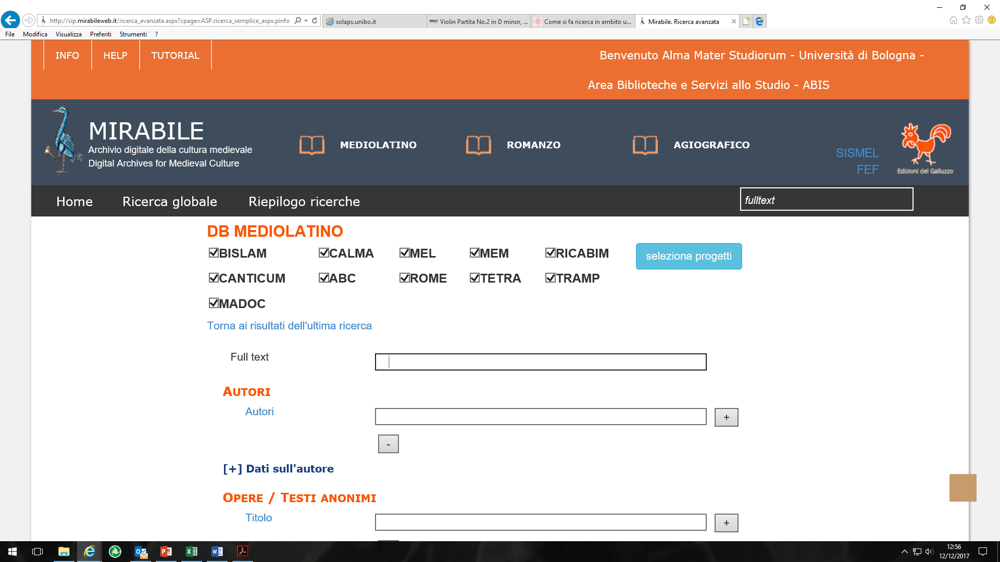 http://sip.mirabileweb.it/ricerca_avanzata.aspx?cpage=ASP.ricerca_semplice_aspx.pinfo
solaps.unibo.it
IMSLP Violin Partita No.2 in D minor, ...
Come si fa ricerca in ambito u...
Mirabile. Ricerca avanzata
File Modifica Visualizza Preferiti Strumenti ?
INFO HELP TUTORIAL
Benvenuto Alma Mater Studiorum - Università di Bologna -
Area Biblioteche e Servizi allo Studio - ABIS
MIRABILE
Archivio digitale della cultura medievale
Digital Archives for Medieval Culture
MEDIOLATINO ROMANZO AGIOGRAFICO
SISMEL
FEF
Edizioni del Galluzzo
Home Ricerca globale Riepilogo ricerche
fulltext
DB MEDIOLATINO
BISLAM CALMA MEL MEM RICABIM
seleziona progetti
CANTICUM ABC ROME TETRA TRAMP
MADOC
Torna ai risultati dell'ultima ricerca
Full text
AUTORI
Autori
+
-
[+] Dati sull'autore
OPERE / TESTI ANONIMI
Titolo
+
12:56
12/12/2017